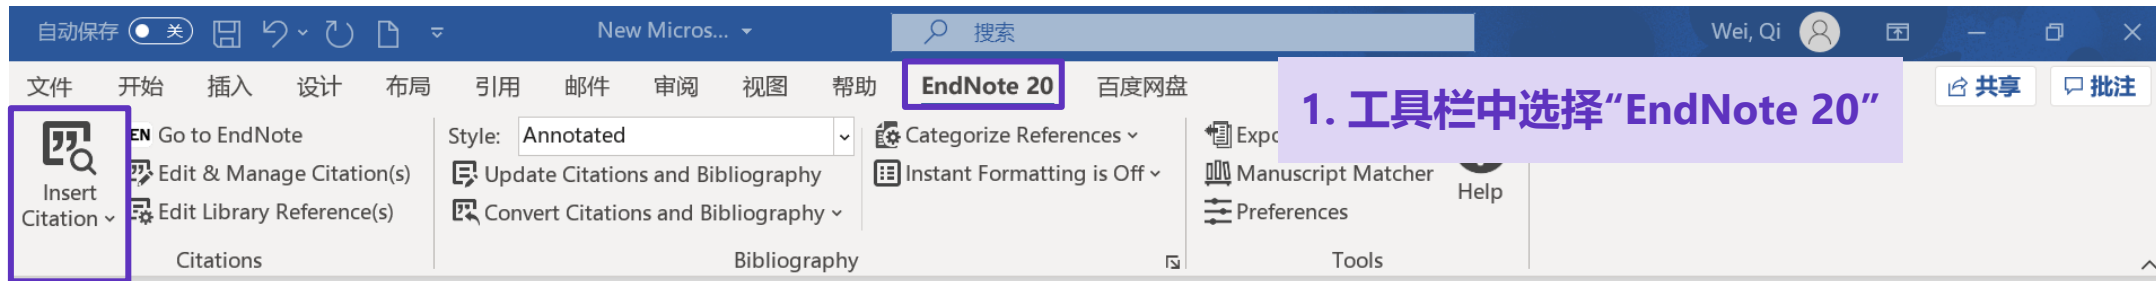 自动保存 关 New Micros... 搜索 Wei, Qi
文件 开始 插入 设计 布局 引用 邮件 审阅 视图 帮助 EndNote 20 百度网盘 共享 批注
1. 工具栏中选择“EndNote 20”
Insert
Citation
EN Go to EndNote
Edit & Manage Citation(s)
Edit Library Reference(s)
Citations
Style: Annotated
Update Citations and Bibliography
Convert Citations and Bibliography
Categorize References
Instant Formatting is Off
Bibliography
Manuscript Matcher
Preferences
Help
Tools